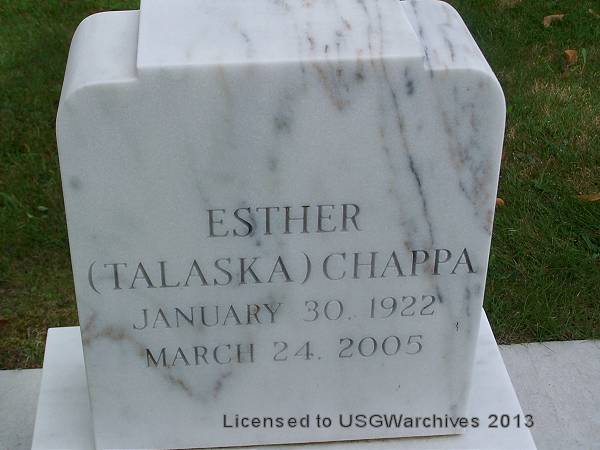 ESTHER
(TALASKA) CHAPPA
JANUARY 30. 1922
MARCH 24. 2005
Licensed to USGWarchives 2013